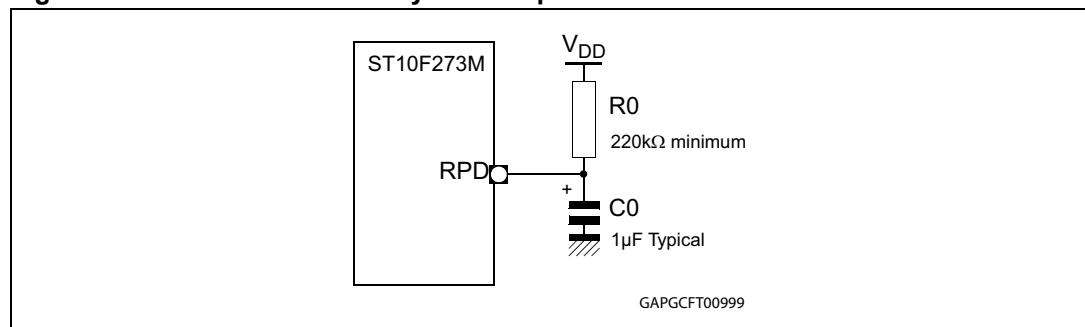 ST10F273M
VDD
R0
220kΩ minimum
RPD
+
C0
1µF Typical
GAPGCFT00999